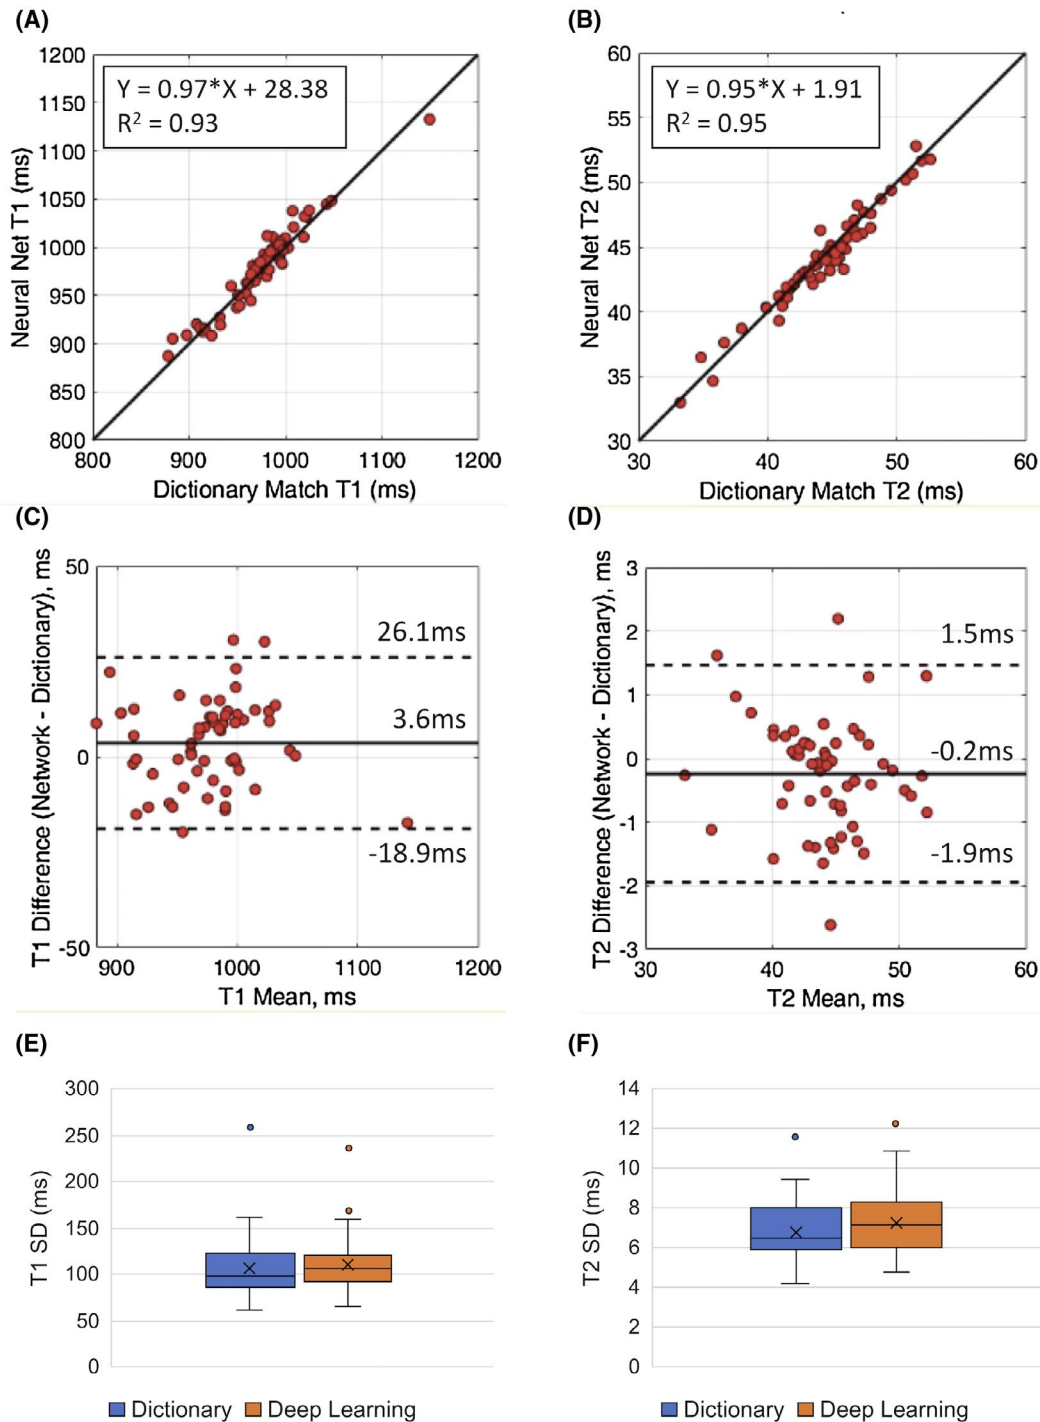 (A)
Neural Net T1 (ms)
1200
1150
1100
1050
1000
950
900
850
800
Y = 0.97*X + 28.38
R² = 0.93
800 900 1000 1100 1200
Dictionary Match T1 (ms)
(B)
Neural Net T2 (ms)
60
55
50
45
40
35
30
Y = 0.95*X + 1.91
R² = 0.95
30 40 50 60
Dictionary Match T2 (ms)
(C)
T1 Difference (Network - Dictionary), ms
50
0
-50
26.1ms
3.6ms
-18.9ms
900 1000 1100 1200
T1 Mean, ms
(D)
T2 Difference (Network - Dictionary), ms
3
2
1
0
-1
-2
-3
1.5ms
-0.2ms
-1.9ms
30 40 50 60
T2 Mean, ms
(E)
T1 SD (ms)
300
250
200
150
100
50
0
Dictionary Deep Learning
(F)
T2 SD (ms)
14
12
10
8
6
4
2
0
Dictionary Deep Learning